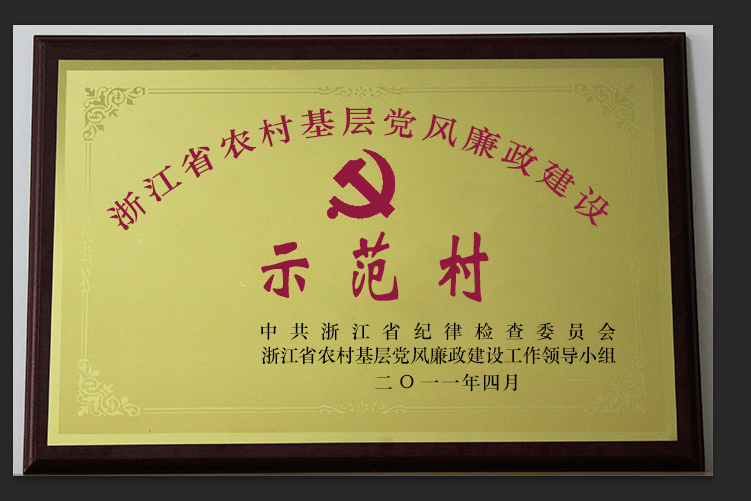 浙江省农村基层党风廉政建设
示范村
中共浙江省纪律检查委员会
浙江省农村基层党风廉政建设工作领导小组
二〇一一年四月